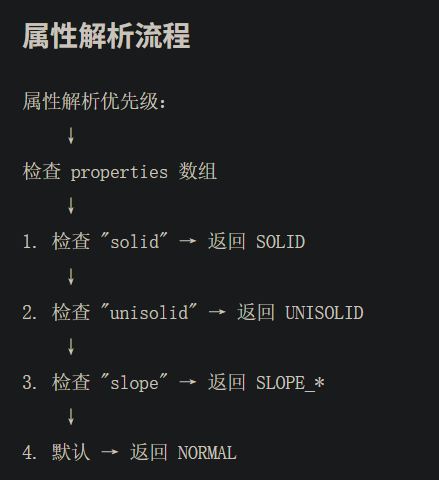 属性解析流程
属性解析优先级:
↓
检查 properties 数组
↓
1. 检查 "solid" → 返回 SOLID
↓
2. 检查 "unisolid" → 返回 UNISOLID
↓
3. 检查 "slope" → 返回 SLOPE_*
↓
4. 默认 → 返回 NORMAL